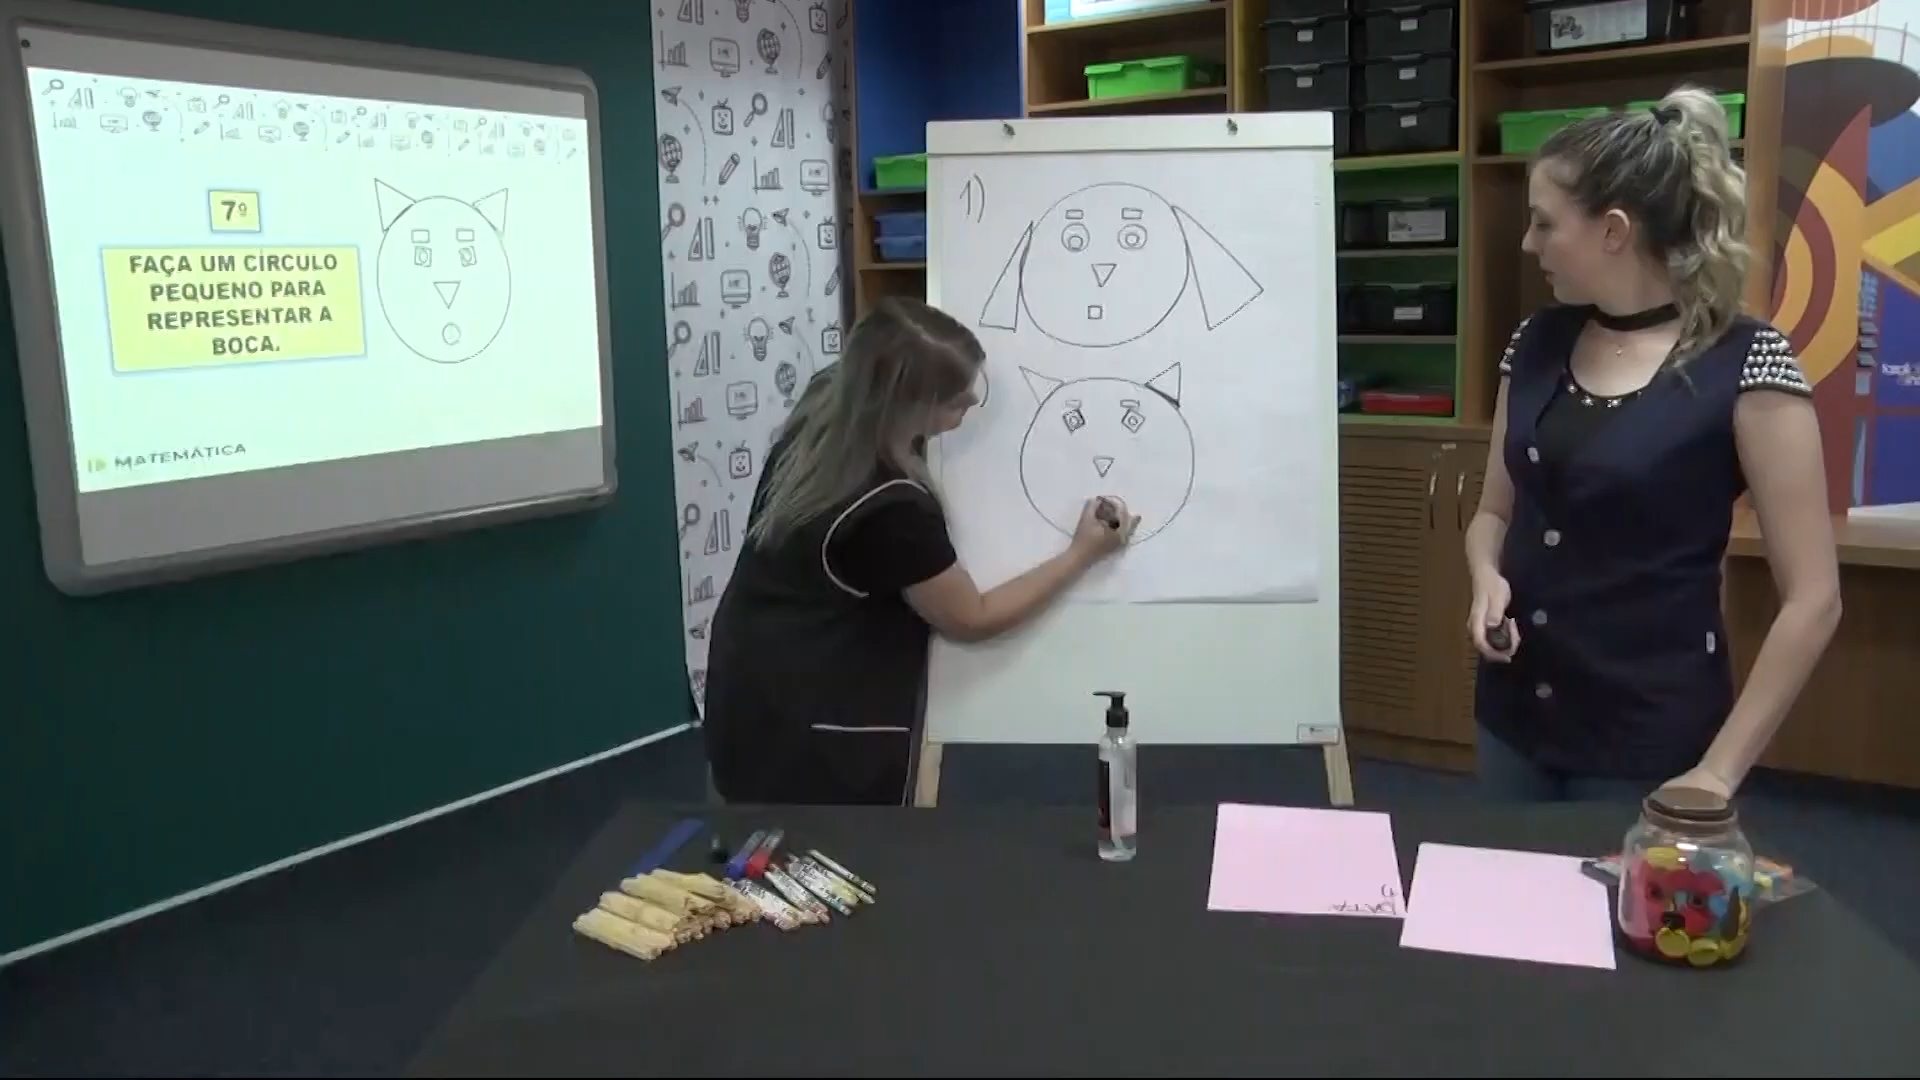 7º
FAÇA UM CÍRCULO
PEQUENO PARA
REPRESENTAR A
BOCA.
MATEMÁTICA
1)